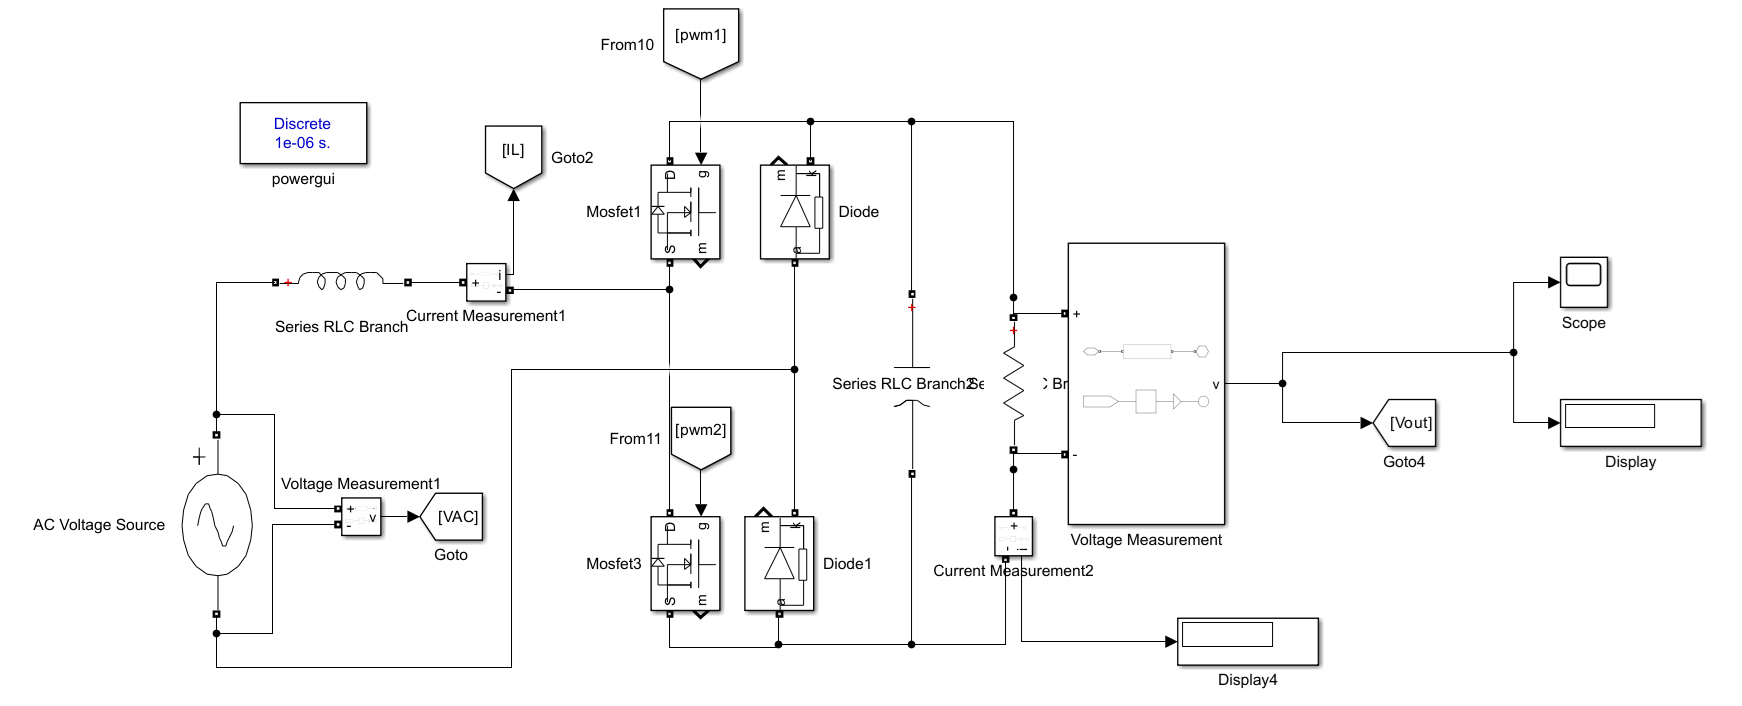 [pwm1]
From10
Discrete
1e-06 s.
powergui
[IL]
Goto2
D
g
m
k
Mosfet1
Diode
S
m
a
i
+
-
+
Series RLC Branch
Current Measurement1
+
+
+
Scope
Series RLC Branch2
Se
C Br
v
-
[pwm2]
From11
[Vout]
Goto4
Display
+
Voltage Measurement1
+
-
v
[VAC]
Goto
AC Voltage Source
D
g
m
k
+
- i
Voltage Measurement
Mosfet3
Diode1
Current Measurement2
S
m
a
Display4